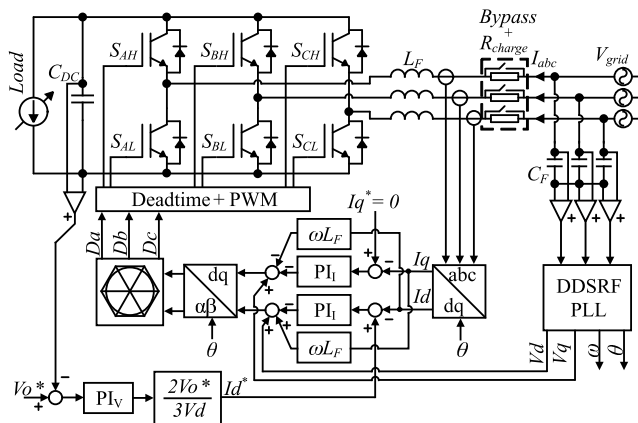 Bypass
+
R_charge
Load
C_DC
S_AH
S_BH
S_CH
L_F
I_abc
V_grid
S_AL
S_BL
S_CL
C_F
+
Deadtime + PWM
Iq* = 0
+ + +
Da
Db
Dc
ωL_F
Iq
abc
dq
αβ
dq
PI_I
PI_I
Id
DDSRF
PLL
θ
ωL_F
θ
Vd
Vq
ω
θ
Vo*
PI_V
2Vo*
3Vd
Id*